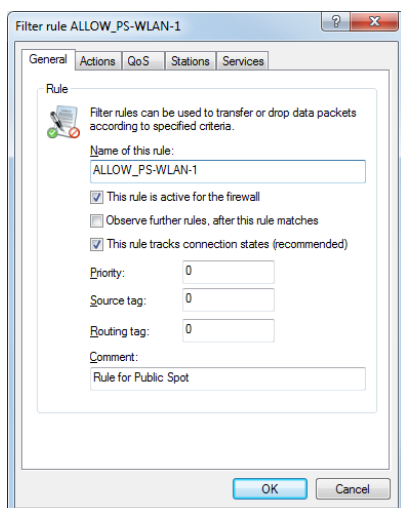 Filter rule ALLOW_PS-WLAN-1
? x
General Actions QoS Stations Services
Rule
Filter rules can be used to transfer or drop data packets
according to specified criteria.
Name of this rule:
ALLOW_PS-WLAN-1
This rule is active for the firewall
Observe further rules, after this rule matches
This rule tracks connection states (recommended)
Priority: 0
Source tag: 0
Routing tag: 0
Comment:
Rule for Public Spot
OK Cancel